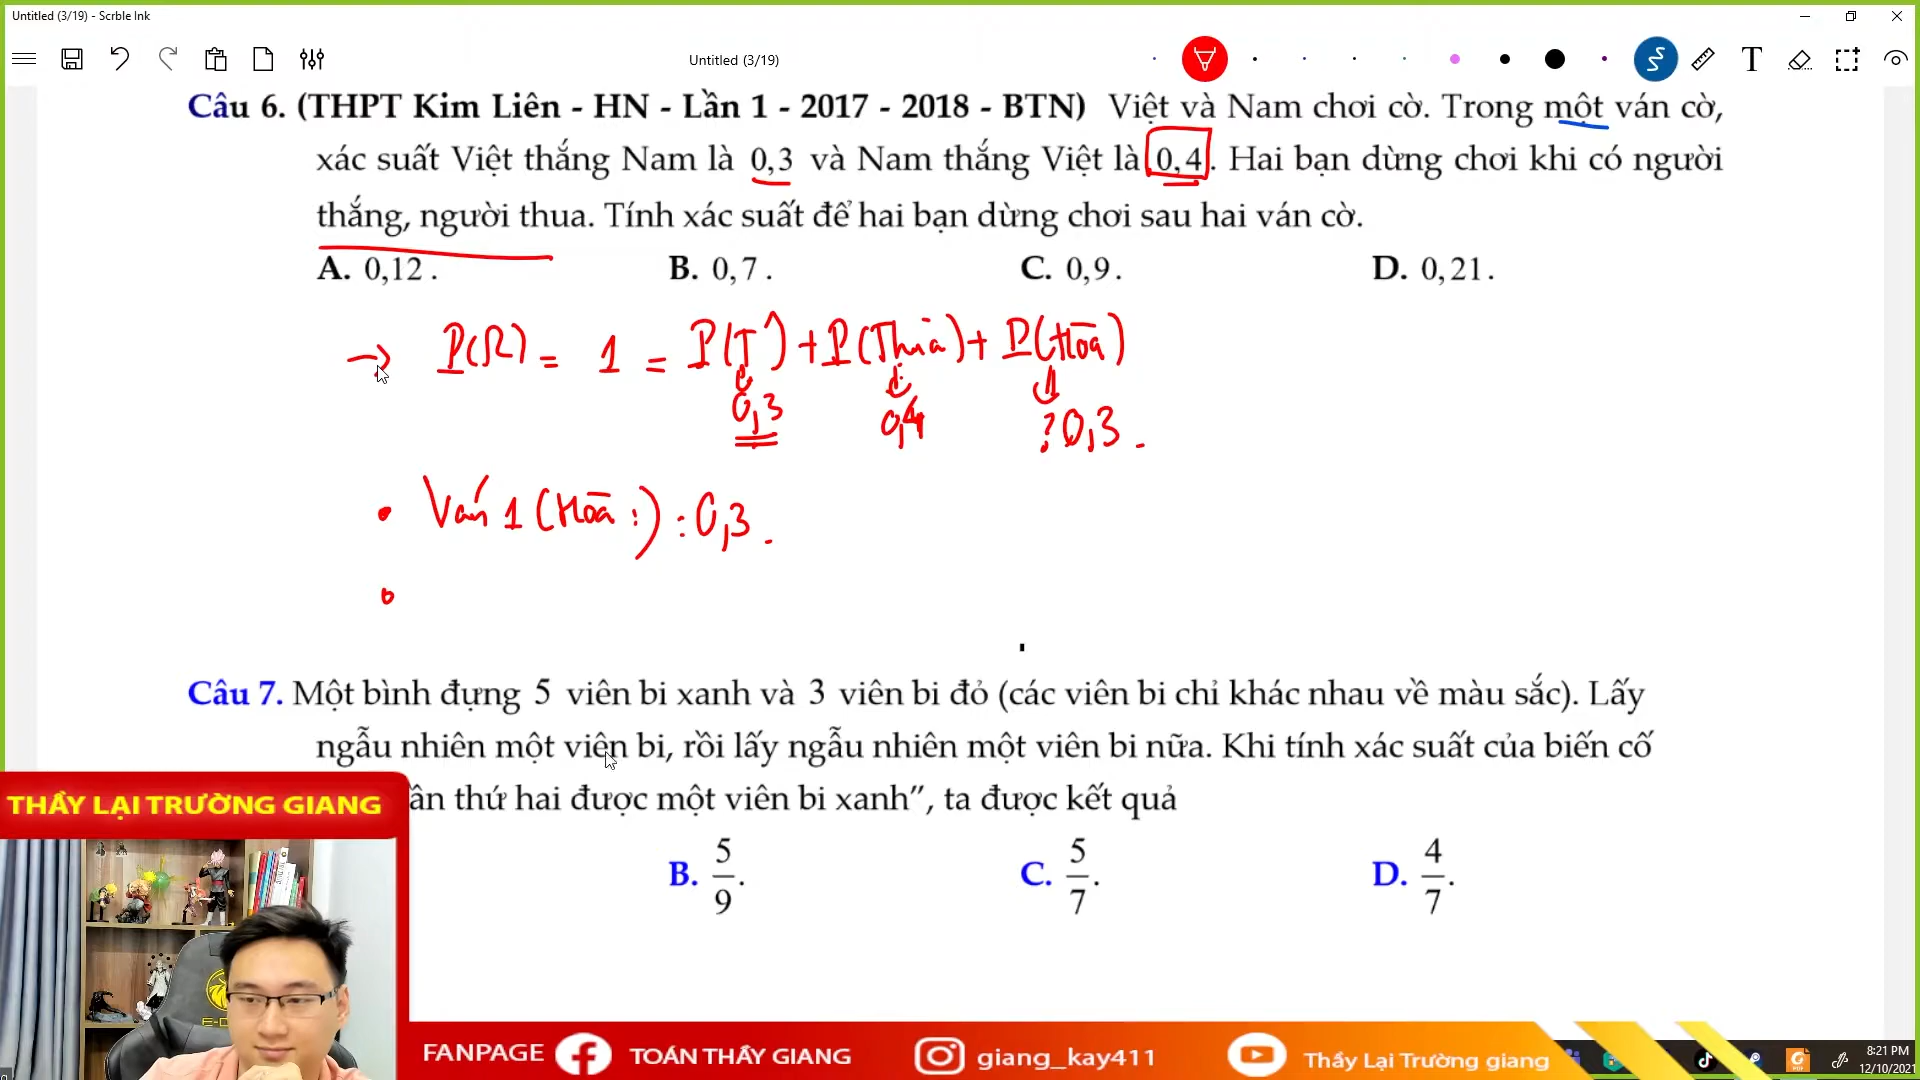 Untitled (3/19) - Scrble Ink
Untitled (3/19)
Câu 6. (THPT Kim Liên - HN - Lần 1 - 2017 - 2018 - BTN) Việt và Nam chơi cờ. Trong một ván cờ,
xác suất Việt thắng Nam là 0,3 và Nam thắng Việt là 0,4. Hai bạn dừng chơi khi có người
thắng, người thua. Tính xác suất để hai bạn dừng chơi sau hai ván cờ.
A. 0,12. B. 0,7. C. 0,9. D. 0,21.
→ P(Ω) = 1 = P(T) + P(Thua) + P(Hòa)
0,3 0,4 ? 0,3.
• Ván 1 (Hòa): 0,3.
Câu 7. Một bình đựng 5 viên bi xanh và 3 viên bi đỏ (các viên bi chỉ khác nhau về màu sắc). Lấy
ngẫu nhiên một viên bi, rồi lấy ngẫu nhiên một viên bi nữa. Khi tính xác suất của biến cố
thứ hai được một viên bi xanh”, ta được kết quả
B. 5/9. C. 5/7. D. 4/7.
THẦY LẠI TRƯỜNG GIANG
FANPAGE TOÁN THẦY GIANG giang_kay411 Thầy Lại Trường giang
8:21 PM
12/10/2021